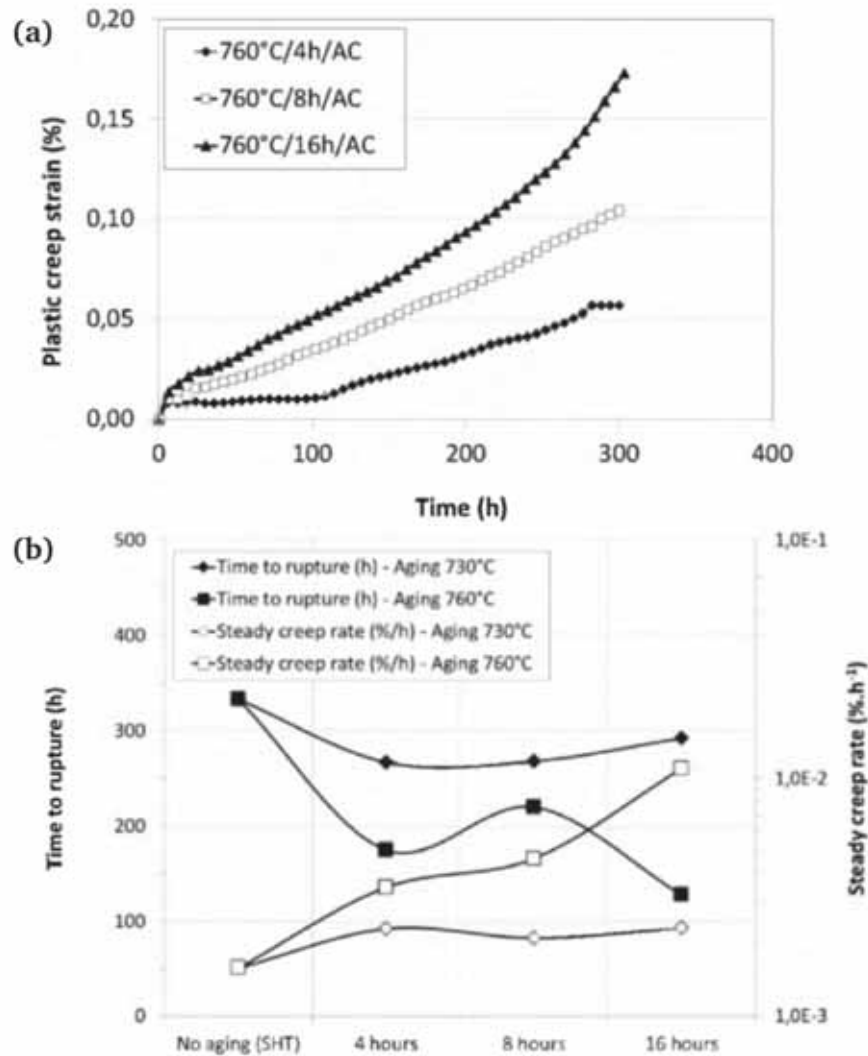 (a)
0,20
0,15
0,10
0,05
0,00
Plastic creep strain (%)
760°C/4h/AC
760°C/8h/AC
760°C/16h/AC
0 100 200 300 400
Time (h)
(b)
500
400
300
200
100
0
Time to rupture (h)
Time to rupture (h) - Aging 730°C
Time to rupture (h) - Aging 760°C
Steady creep rate (%/h) - Aging 730°C
Steady creep rate (%/h) - Aging 760°C
1,0E-1
1,0E-2
1,0E-3
Steady creep rate (%.h⁻¹)
No aging (SHT) 4 hours 8 hours 16 hours